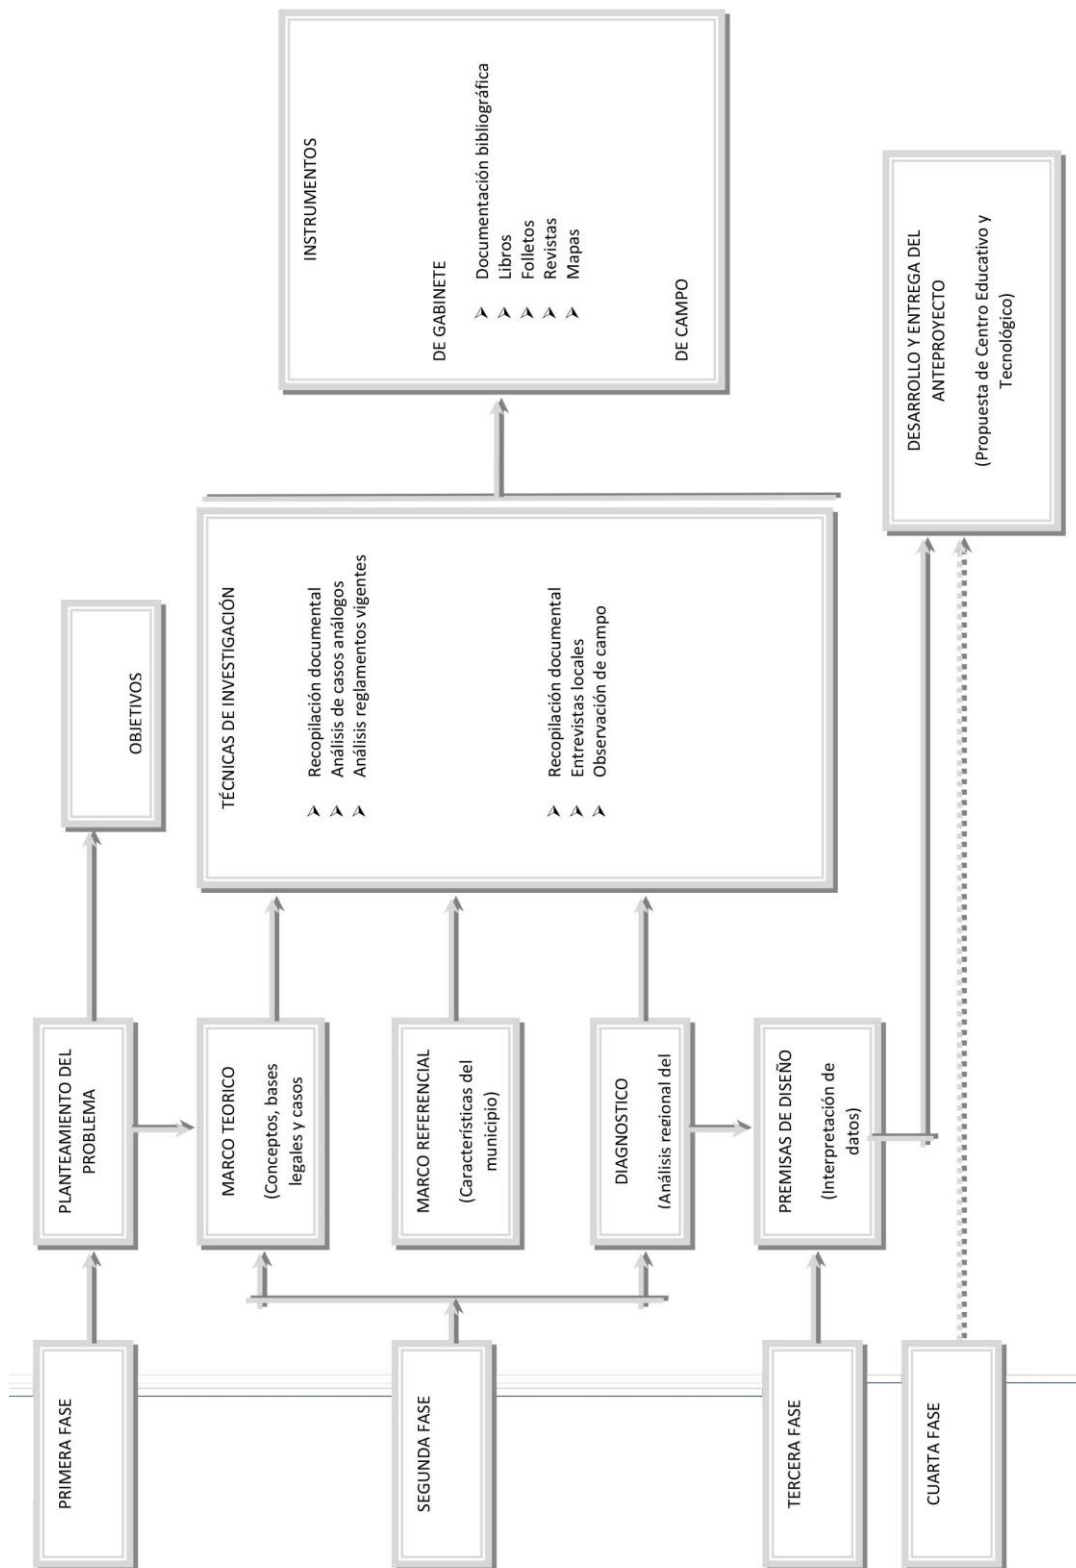 PRIMERA FASE
PLANTEAMIENTO DEL
PROBLEMA
OBJETIVOS
SEGUNDA FASE
MARCO TEORICO
(Conceptos, bases
legales y casos
MARCO REFERENCIAL
(Características del
municipio)
DIAGNOSTICO
(Análisis regional del
TÉCNICAS DE INVESTIGACIÓN
Recopilación documental
Análisis de casos análogos
Análisis reglamentos vigentes
Recopilación documental
Entrevistas locales
Observación de campo
INSTRUMENTOS
DE GABINETE
Documentación bibliográfica
Libros
Folletos
Revistas
Mapas
DE CAMPO
TERCERA FASE
PREMISAS DE DISEÑO
(Interpretación de
datos)
CUARTA FASE
DESARROLLO Y ENTREGA DEL
ANTEPROYECTO
(Propuesta de Centro Educativo y
Tecnológico)